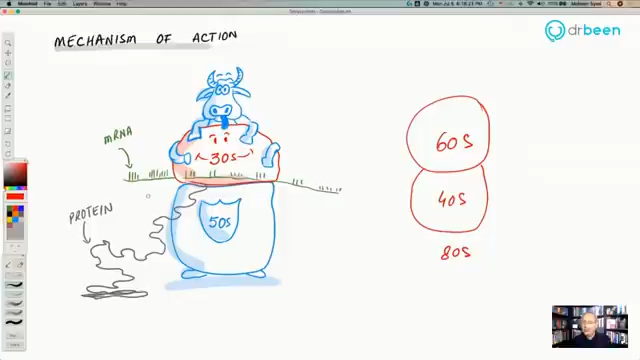 MECHANISM OF ACTION
drbeen
mRNA
30S
PROTEIN
50S
60S
40S
80S